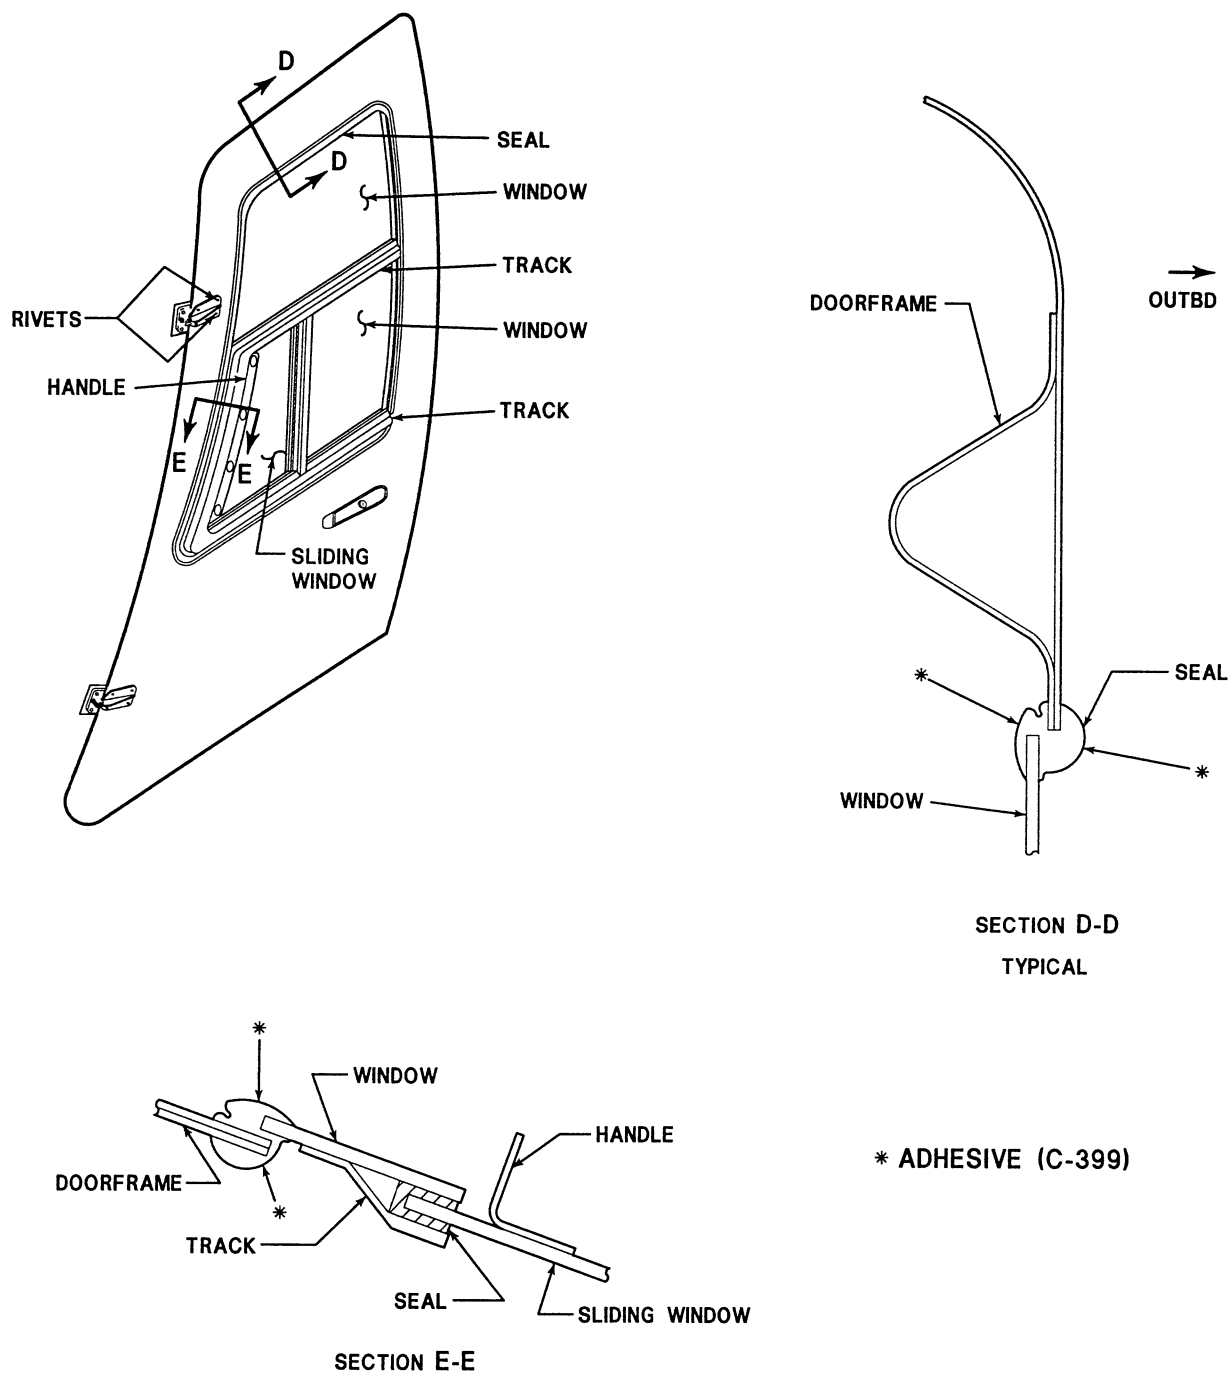 D
SEAL
D
WINDOW
TRACK
RIVETS
WINDOW
HANDLE
TRACK
E
E
SLIDING
WINDOW
DOORFRAME
OUTBD
*
SEAL
*
WINDOW
SECTION D-D
TYPICAL
*
WINDOW
HANDLE
DOORFRAME
*
TRACK
SEAL
SLIDING WINDOW
SECTION E-E
* ADHESIVE (C-399)